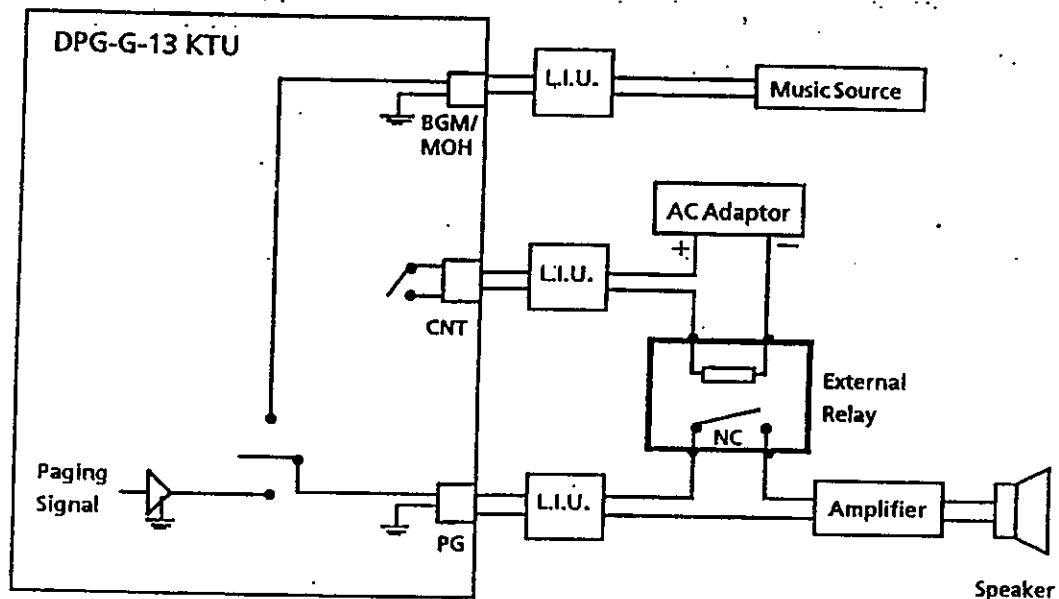 DPG-G-13 KTU
L.I.U.
Music Source
BGM/
MOH
AC Adaptor
+
−
L.I.U.
CNT
External
Relay
NC
Paging
Signal
L.I.U.
Amplifier
PG
Speaker